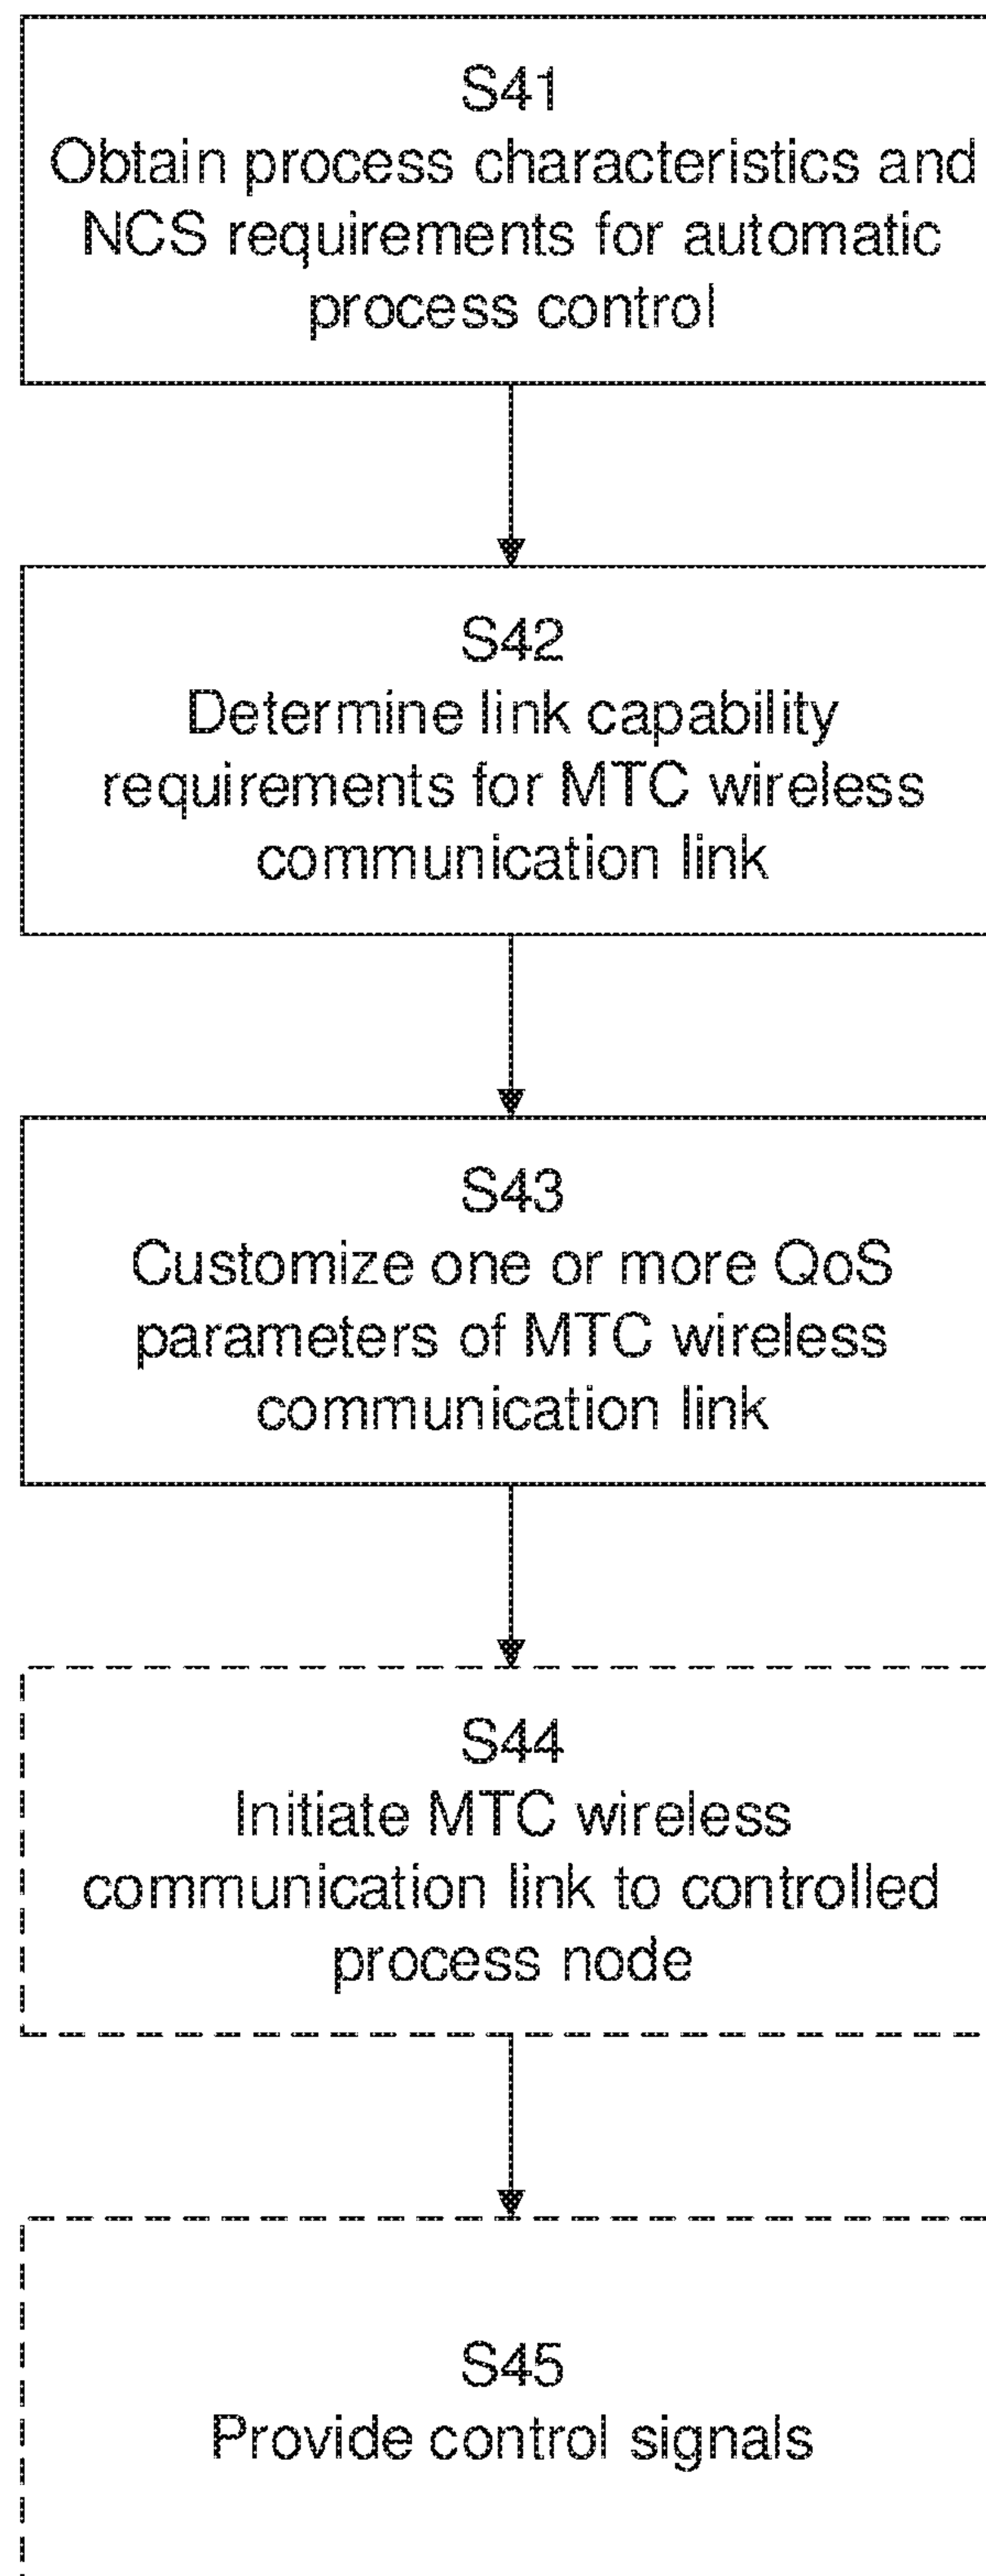 S41
Obtain process characteristics and
NCS requirements for automatic
process control
S42
Determine link capability
requirements for MTC wireless
communication link
S43
Customize one or more QoS
parameters of MTC wireless
communication link
S44
Initiate MTC wireless
communication link to controlled
process node
S45
Provide control signals